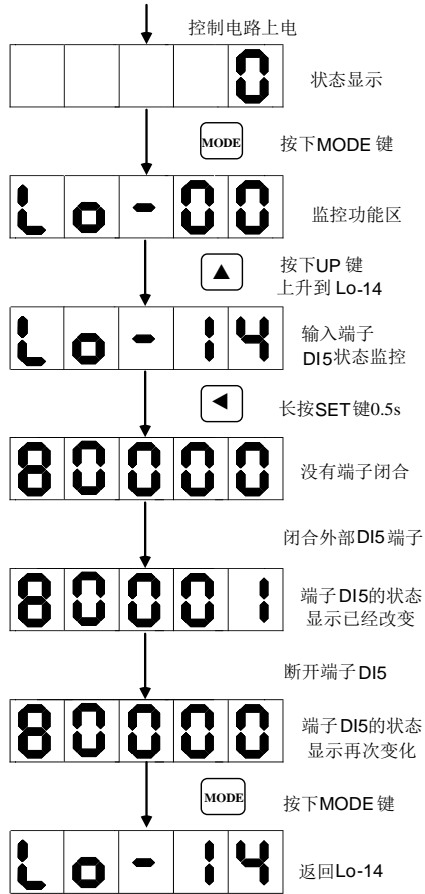 控制电路上电
0
状态显示
MODE
按下MODE 键
Lo-00
监控功能区
▲
按下UP 键
上升到 Lo-14
Lo-14
输入端子
DI5状态监控
◀
长按SET键0.5s
80000
没有端子闭合
闭合外部DI5端子
80001
端子DI5的状态
显示已经改变
断开端子DI5
80000
端子DI5的状态
显示再次变化
MODE
按下MODE 键
Lo-14
返回Lo-14